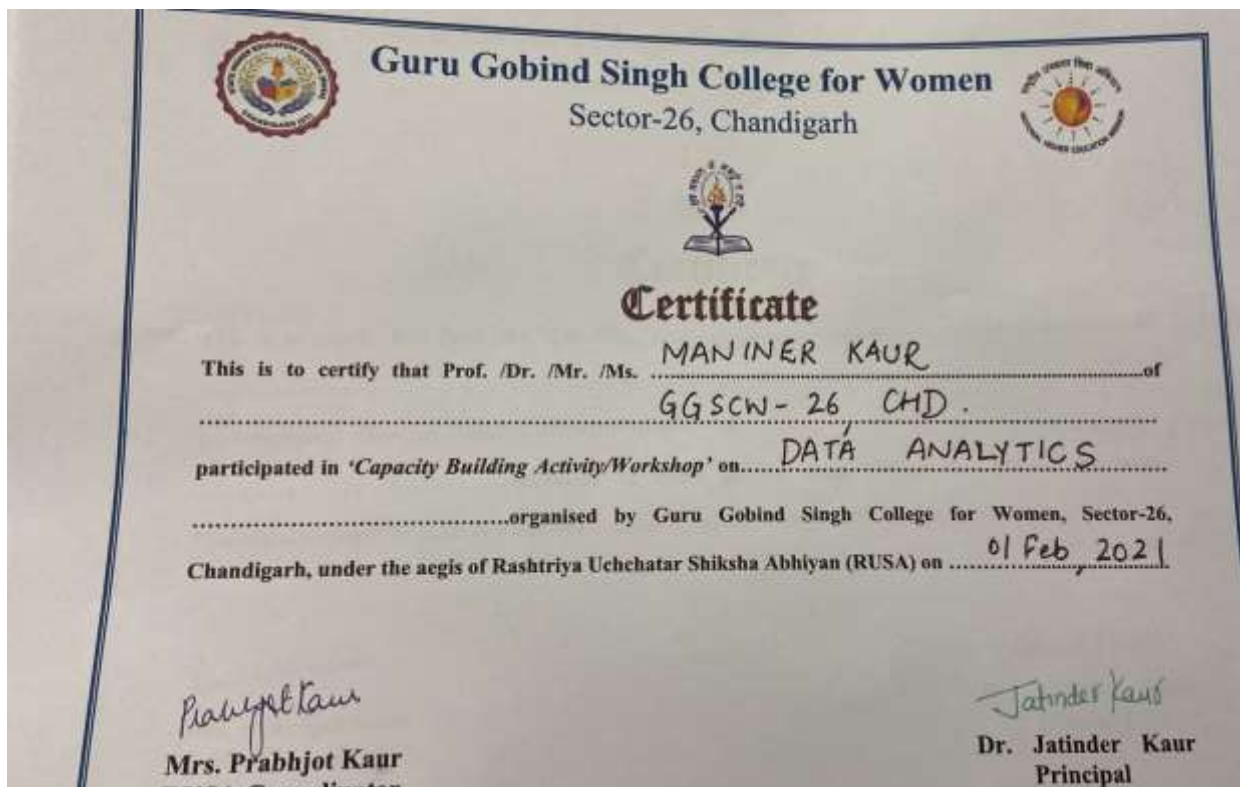 Guru Gobind Singh College for Women
Sector-26, Chandigarh
Certificate
This is to certify that Prof. /Dr. /Mr. /Ms. MANINER KAUR of
GGSCW - 26, CHD.
participated in 'Capacity Building Activity/Workshop' on DATA ANALYTICS
organised by Guru Gobind Singh College for Women, Sector-26,
Chandigarh, under the aegis of Rashtriya Uchchatar Shiksha Abhiyan (RUSA) on 01 Feb, 2021
Prabhjot Kaur
Jatinder Kaur
Mrs. Prabhjot Kaur
Dr. Jatinder Kaur
Principal